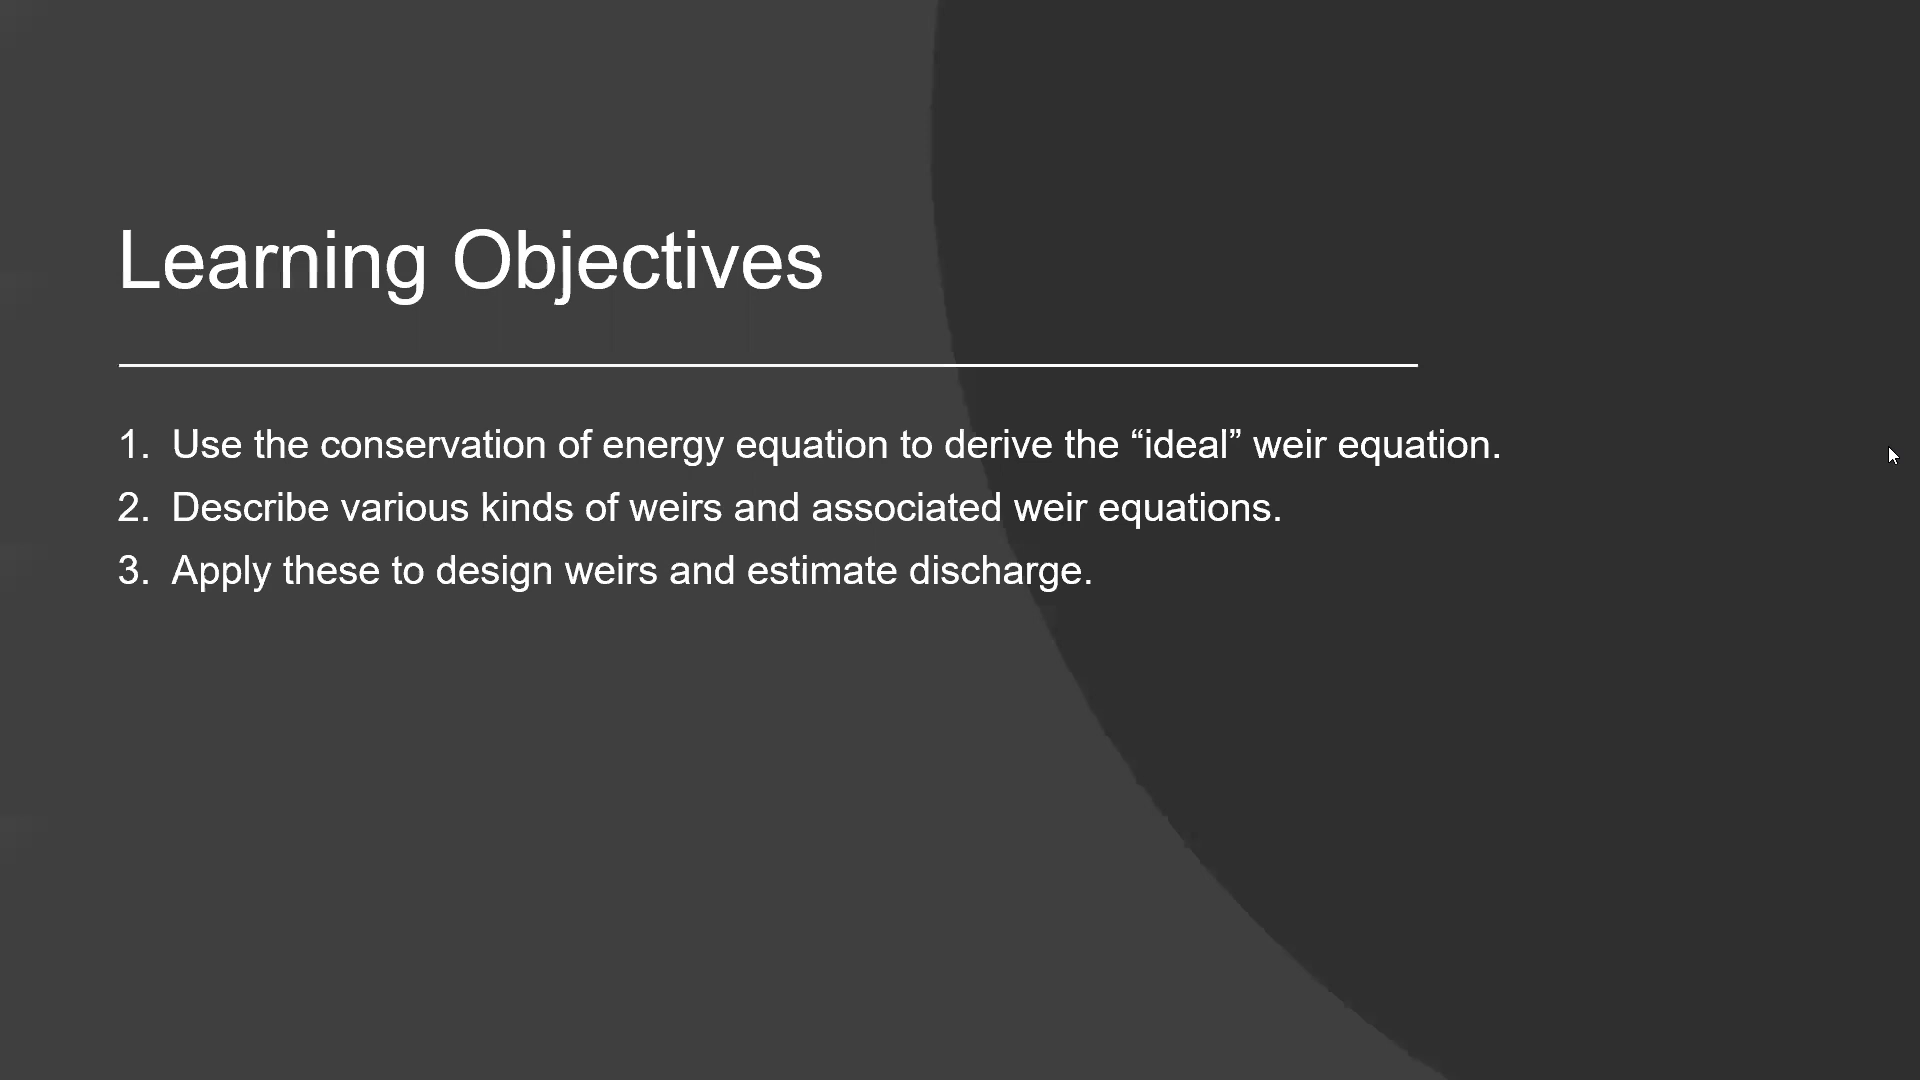 Learning Objectives
1. Use the conservation of energy equation to derive the “ideal” weir equation.
2. Describe various kinds of weirs and associated weir equations.
3. Apply these to design weirs and estimate discharge.